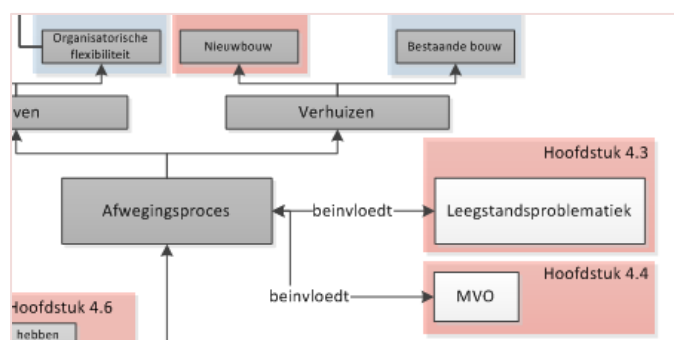 Organisatorische
flexibiliteit
Nieuwbouw
Bestaande bouw
ven
Verhuizen
Hoofdstuk 4.3
Afwegingsproces
beinvloedt
Leegstandsproblematiek
Hoofdstuk 4.4
beinvloedt
MVO
Hoofdstuk 4.6
hebben